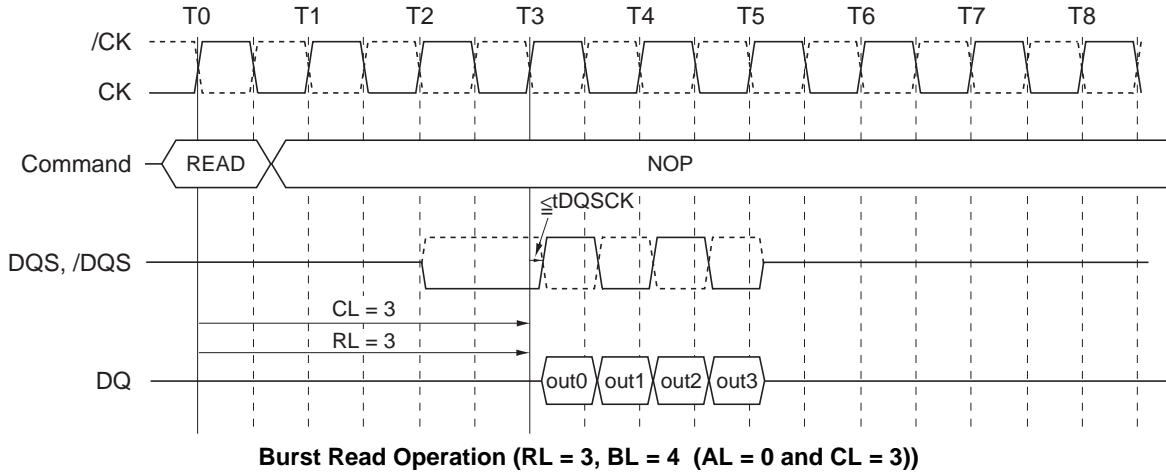 T0 T1 T2 T3 T4 T5 T6 T7 T8
/CK
CK
Command READ NOP
≦tDQSCK
DQS, /DQS
CL = 3
RL = 3
DQ out0 out1 out2 out3
Burst Read Operation (RL = 3, BL = 4 (AL = 0 and CL = 3))